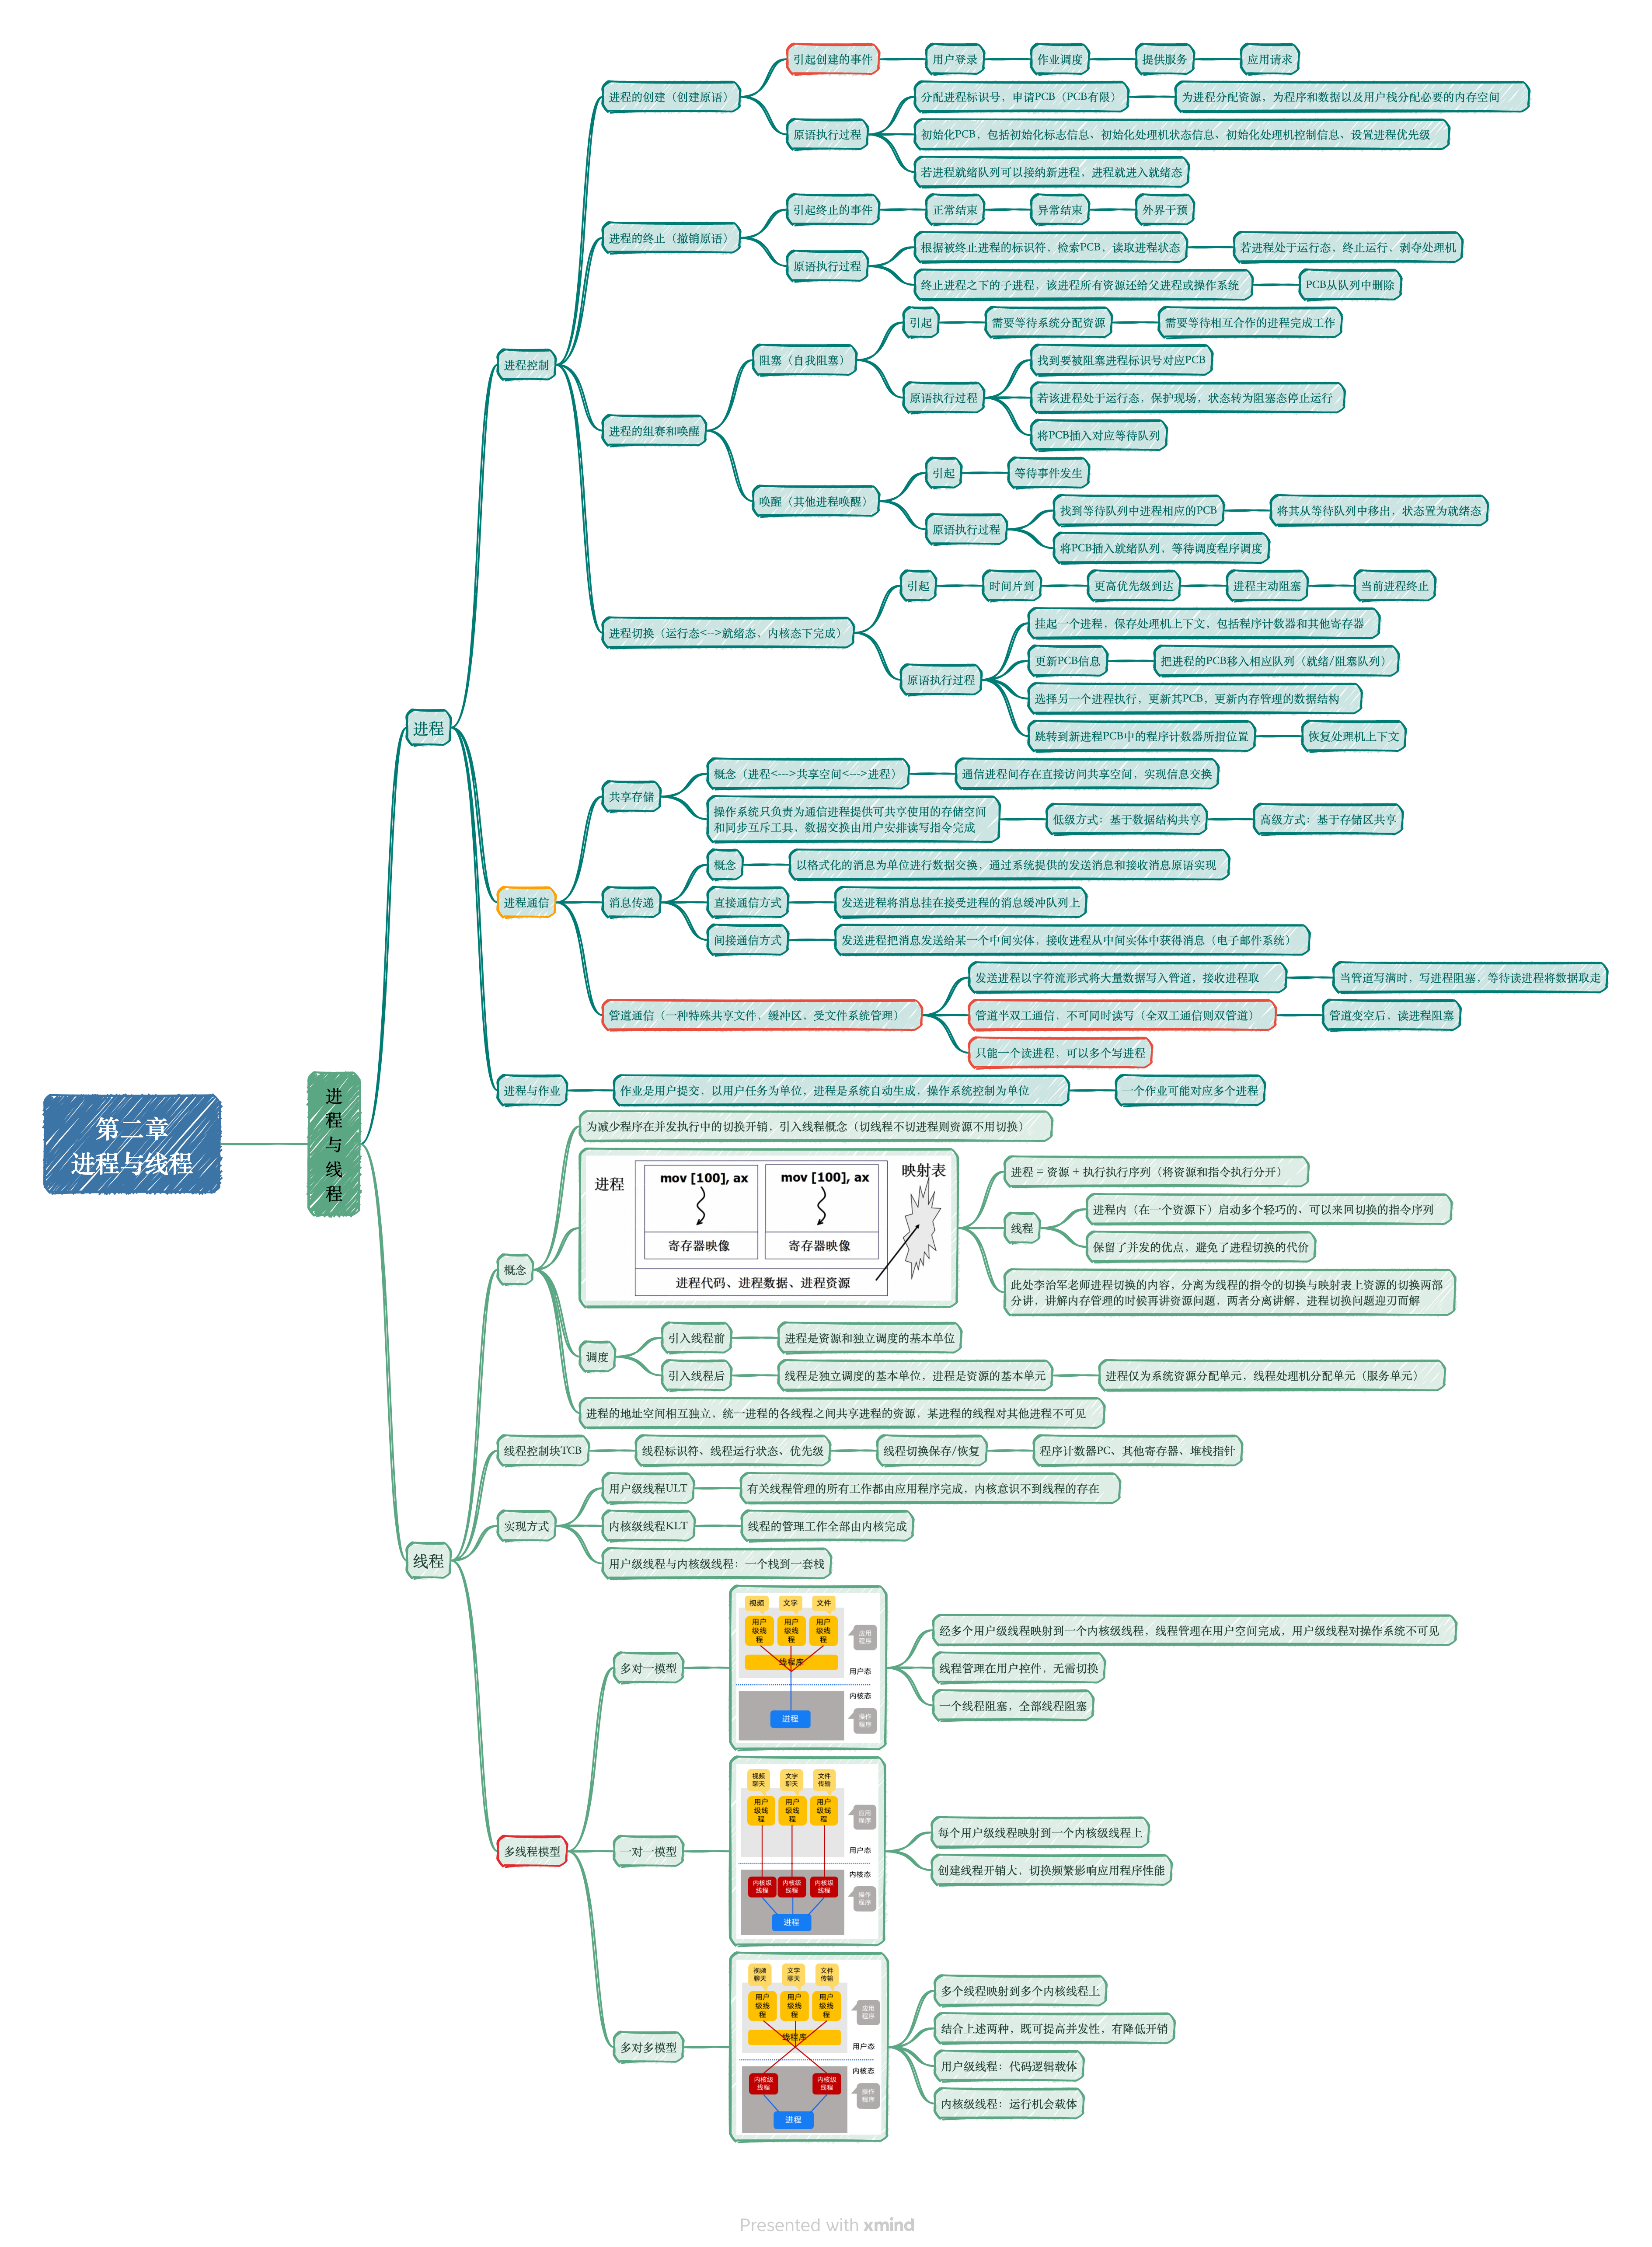 第二章
进程与线程
进程与线程
进程
进程控制
进程的创建（创建原语）
引起创建的事件
用户登录
作业调度
提供服务
应用请求
原语执行过程
分配进程标识号，申请PCB（PCB有限）
为进程分配资源，为程序和数据以及用户栈分配必要的内存空间
初始化PCB，包括初始化标志信息、初始化处理机状态信息、初始化处理机控制信息、设置进程优先级
若进程就绪队列可以接纳新进程，进程就进入就绪态
进程的终止（撤销原语）
引起终止的事件
正常结束
异常结束
外界干预
原语执行过程
根据被终止进程的标识符，检索PCB，读取进程状态
若进程处于运行态，终止运行，剥夺处理机
终止进程之下的子进程，该进程所有资源还给父进程或操作系统
PCB从队列中删除
进程的组赛和唤醒
阻塞（自我阻塞）
引起
需要等待系统分配资源
需要等待相互合作的进程完成工作
原语执行过程
找到要被阻塞进程标识号对应PCB
若该进程处于运行态，保护现场，状态转为阻塞态停止运行
将PCB插入对应等待队列
唤醒（其他进程唤醒）
引起
等待事件发生
原语执行过程
找到等待队列中进程相应的PCB
将其从等待队列中移出，状态置为就绪态
将PCB插入就绪队列，等待调度程序调度
进程切换（运行态<-->就绪态，内核态下完成）
引起
时间片到
更高优先级到达
进程主动阻塞
当前进程终止
原语执行过程
挂起一个进程，保存处理机上下文，包括程序计数器和其他寄存器
更新PCB信息
把进程的PCB移入相应队列（就绪/阻塞队列）
选择另一个进程执行，更新其PCB，更新内存管理的数据结构
跳转到新进程PCB中的程序计数器所指位置
恢复处理机上下文
进程通信
共享存储
概念（进程<--->共享空间<--->进程）
通信进程间存在直接访问共享空间，实现信息交换
操作系统只负责为通信进程提供可共享使用的存储空间
和同步互斥工具，数据交换由用户安排读写指令完成
低级方式：基于数据结构共享
高级方式：基于存储区共享
消息传递
概念
以格式化的消息为单位进行数据交换，通过系统提供的发送消息和接收消息原语实现
直接通信方式
发送进程将消息挂在接受进程的消息缓冲队列上
间接通信方式
发送进程把消息发送给某一个中间实体，接收进程从中间实体中获得消息（电子邮件系统）
管道通信（一种特殊共享文件，缓冲区，受文件系统管理）
发送进程以字符流形式将大量数据写入管道，接收进程取
当管道写满时，写进程阻塞，等待读进程将数据取走
管道半双工通信，不可同时读写（全双工通信则双管道）
管道变空后，读进程阻塞
只能一个读进程，可以多个写进程
进程与作业
作业是用户提交，以用户任务为单位，进程是系统自动生成，操作系统控制为单位
一个作业可能对应多个进程
线程
概念
为减少程序在并发执行中的切换开销，引入线程概念（切线程不切进程则资源不用切换）
进程
mov [100], ax
mov [100], ax
映射表
寄存器映像
寄存器映像
进程代码、进程数据、进程资源
进程 = 资源 + 执行执行序列（将资源和指令执行分开）
线程
进程内（在一个资源下）启动多个轻巧的、可以来回切换的指令序列
保留了并发的优点，避免了进程切换的代价
此处李治军老师进程切换的内容，分离为线程的指令的切换与映射表上资源的切换两部
分讲，讲解内存管理的时候再讲资源问题，两者分离讲解，进程切换问题迎刃而解
调度
引入线程前
进程是资源和独立调度的基本单位
引入线程后
线程是独立调度的基本单位，进程是资源的基本单元
进程仅为系统资源分配单元，线程处理机分配单元（服务单元）
进程的地址空间相互独立，统一进程的各线程之间共享进程的资源，某进程的线程对其他进程不可见
线程控制块TCB
线程标识符、线程运行状态、优先级
线程切换保存/恢复
程序计数器PC、其他寄存器、堆栈指针
实现方式
用户级线程ULT
有关线程管理的所有工作都由应用程序完成，内核意识不到线程的存在
内核级线程KLT
线程的管理工作全部由内核完成
用户级线程与内核级线程：一个栈到一套栈
多线程模型
多对一模型
视频
文字
文件
用户级线程
用户级线程
用户级线程
应用程序
线程库
用户态
内核态
进程
操作程序
经多个用户级线程映射到一个内核级线程，线程管理在用户空间完成，用户级线程对操作系统不可见
线程管理在用户控件，无需切换
一个线程阻塞，全部线程阻塞
一对一模型
视频聊天
文字聊天
文件传输
用户级线程
用户级线程
用户级线程
应用程序
用户态
内核态
内核级线程
内核级线程
内核级线程
操作程序
进程
每个用户级线程映射到一个内核级线程上
创建线程开销大，切换频繁影响应用程序性能
多对多模型
视频聊天
文字聊天
文件传输
用户级线程
用户级线程
用户级线程
应用程序
线程库
用户态
内核态
内核级线程
内核级线程
操作程序
进程
多个线程映射到多个内核线程上
结合上述两种，既可提高并发性，有降低开销
用户级线程：代码逻辑载体
内核级线程：运行机会载体
Presented with xmind